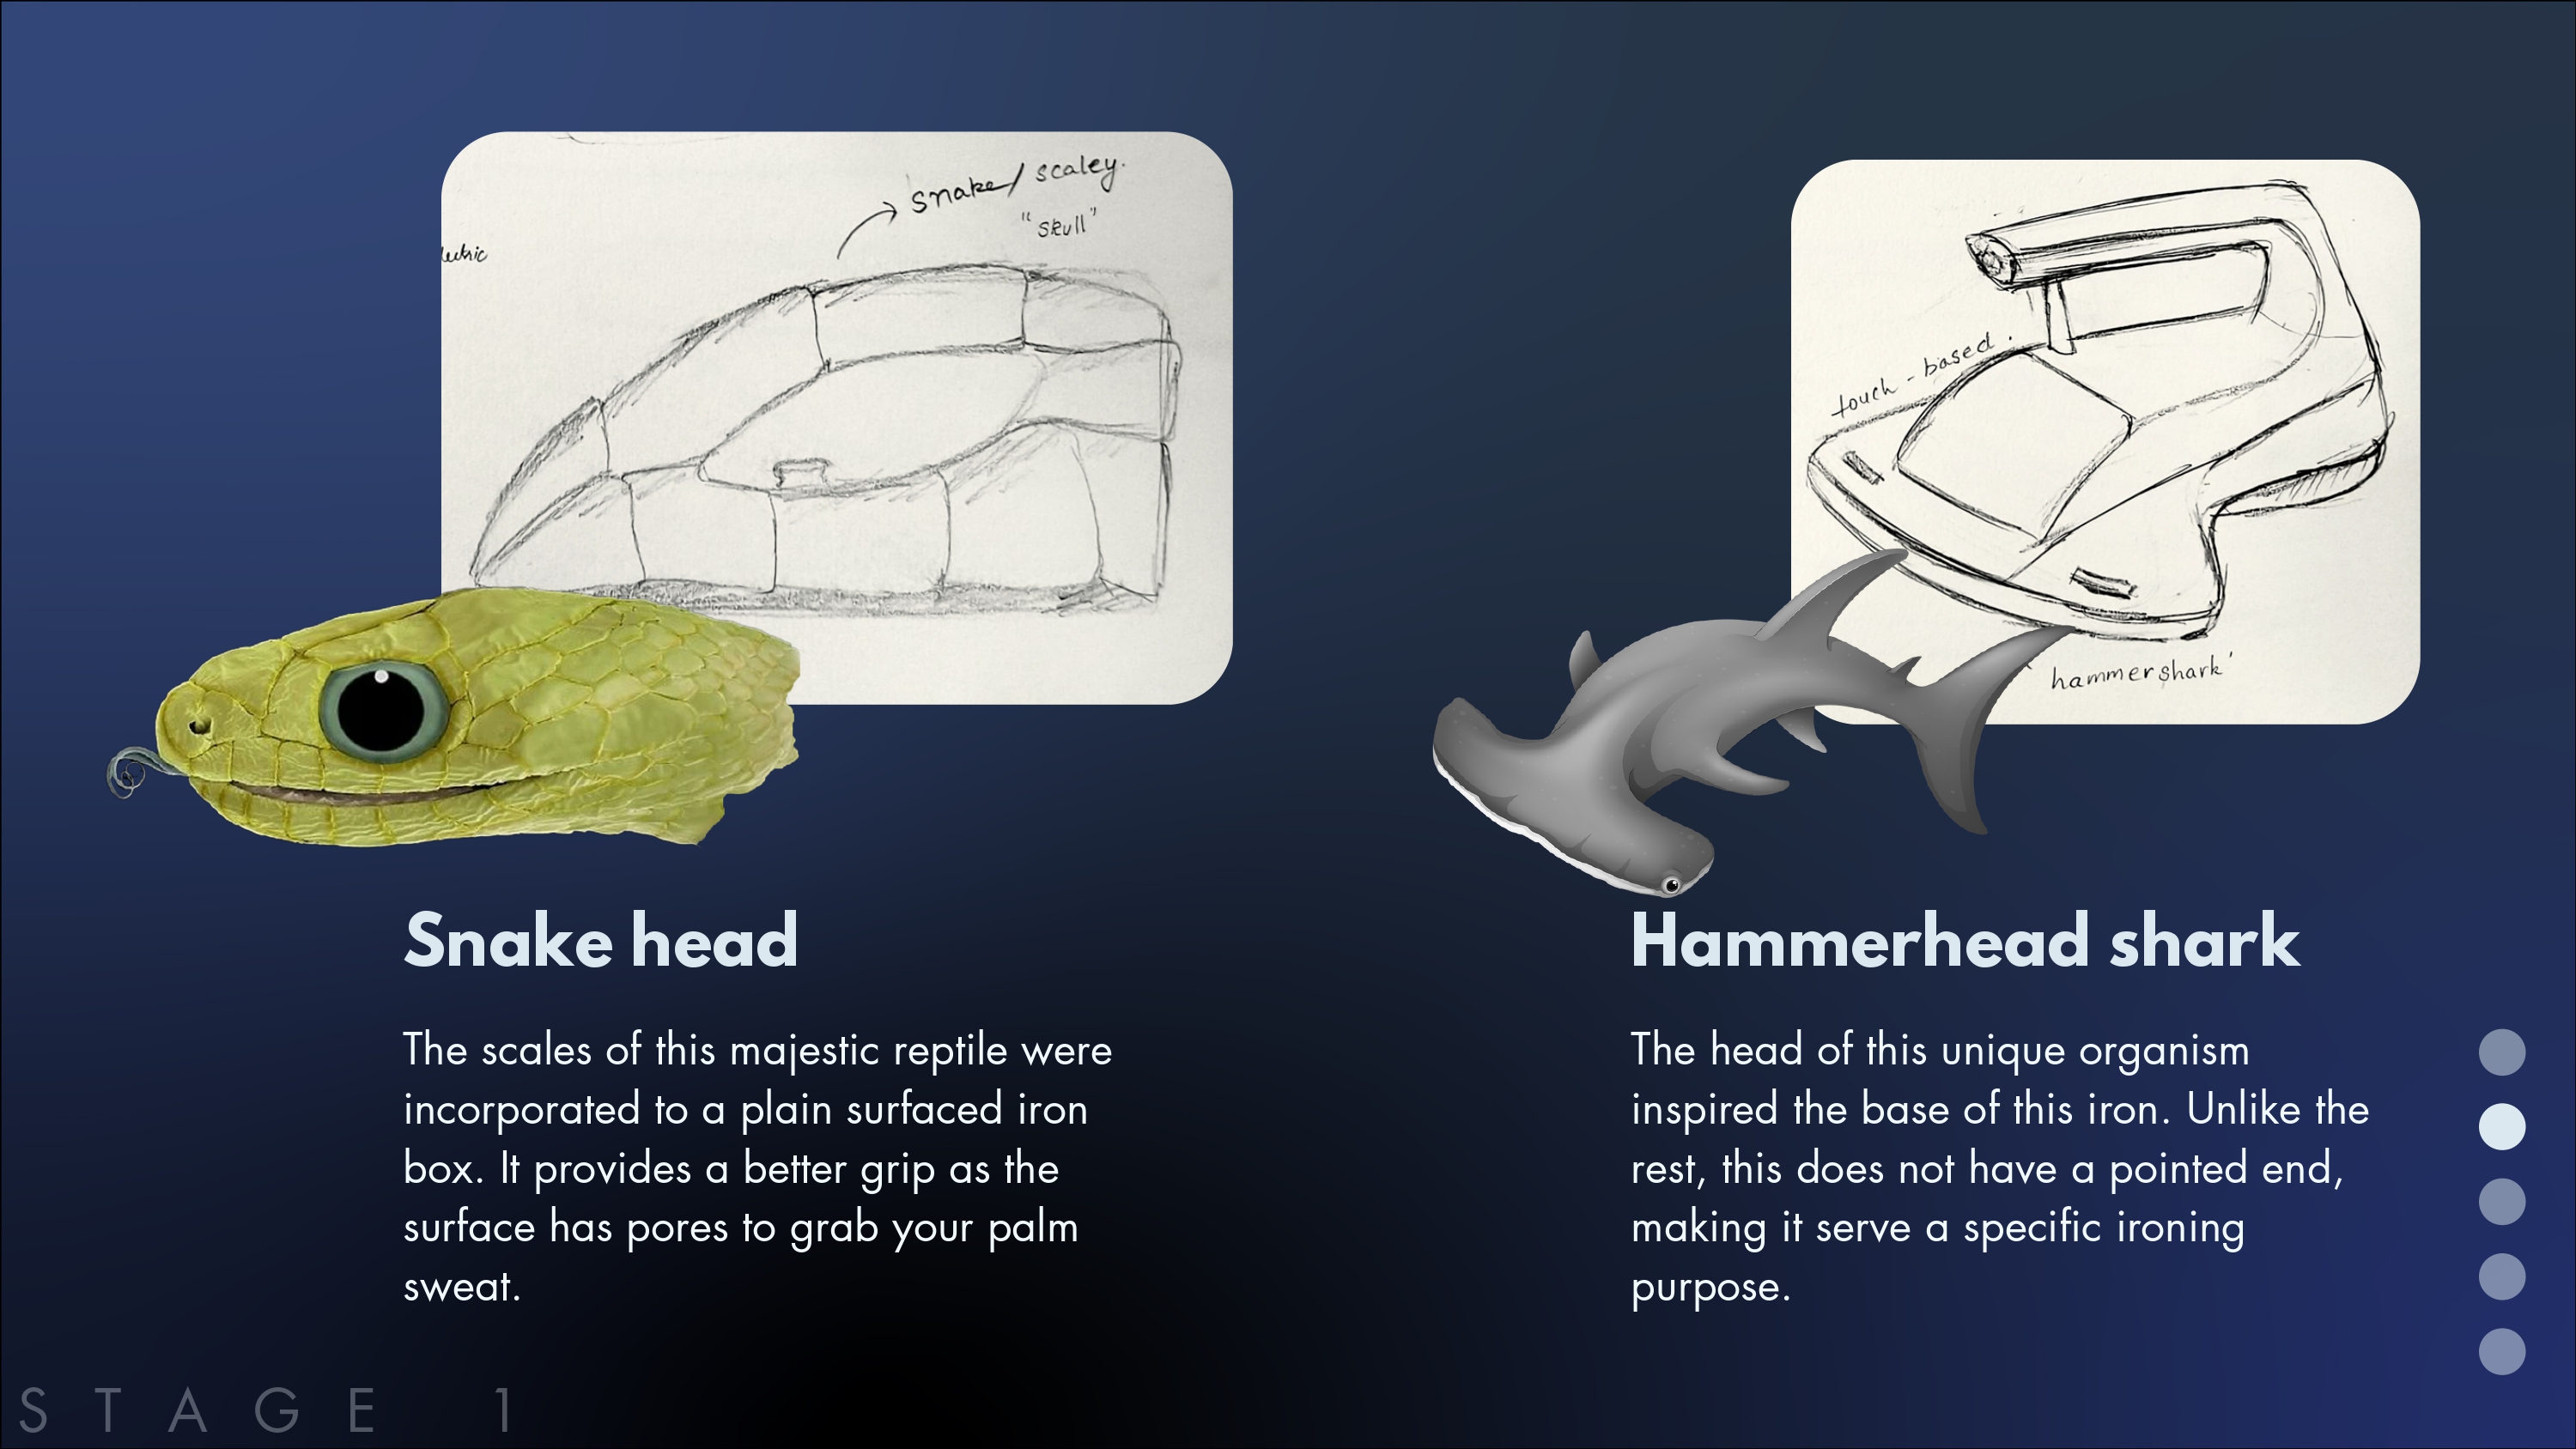 snake/ scaley.
"skull"
touch - based.
'hammershark'
Snake head
The scales of this majestic reptile were
incorporated to a plain surfaced iron
box. It provides a better grip as the
surface has pores to grab your palm
sweat.
Hammerhead shark
The head of this unique organism
inspired the base of this iron. Unlike the
rest, this does not have a pointed end,
making it serve a specific ironing
purpose.
STAGE 1